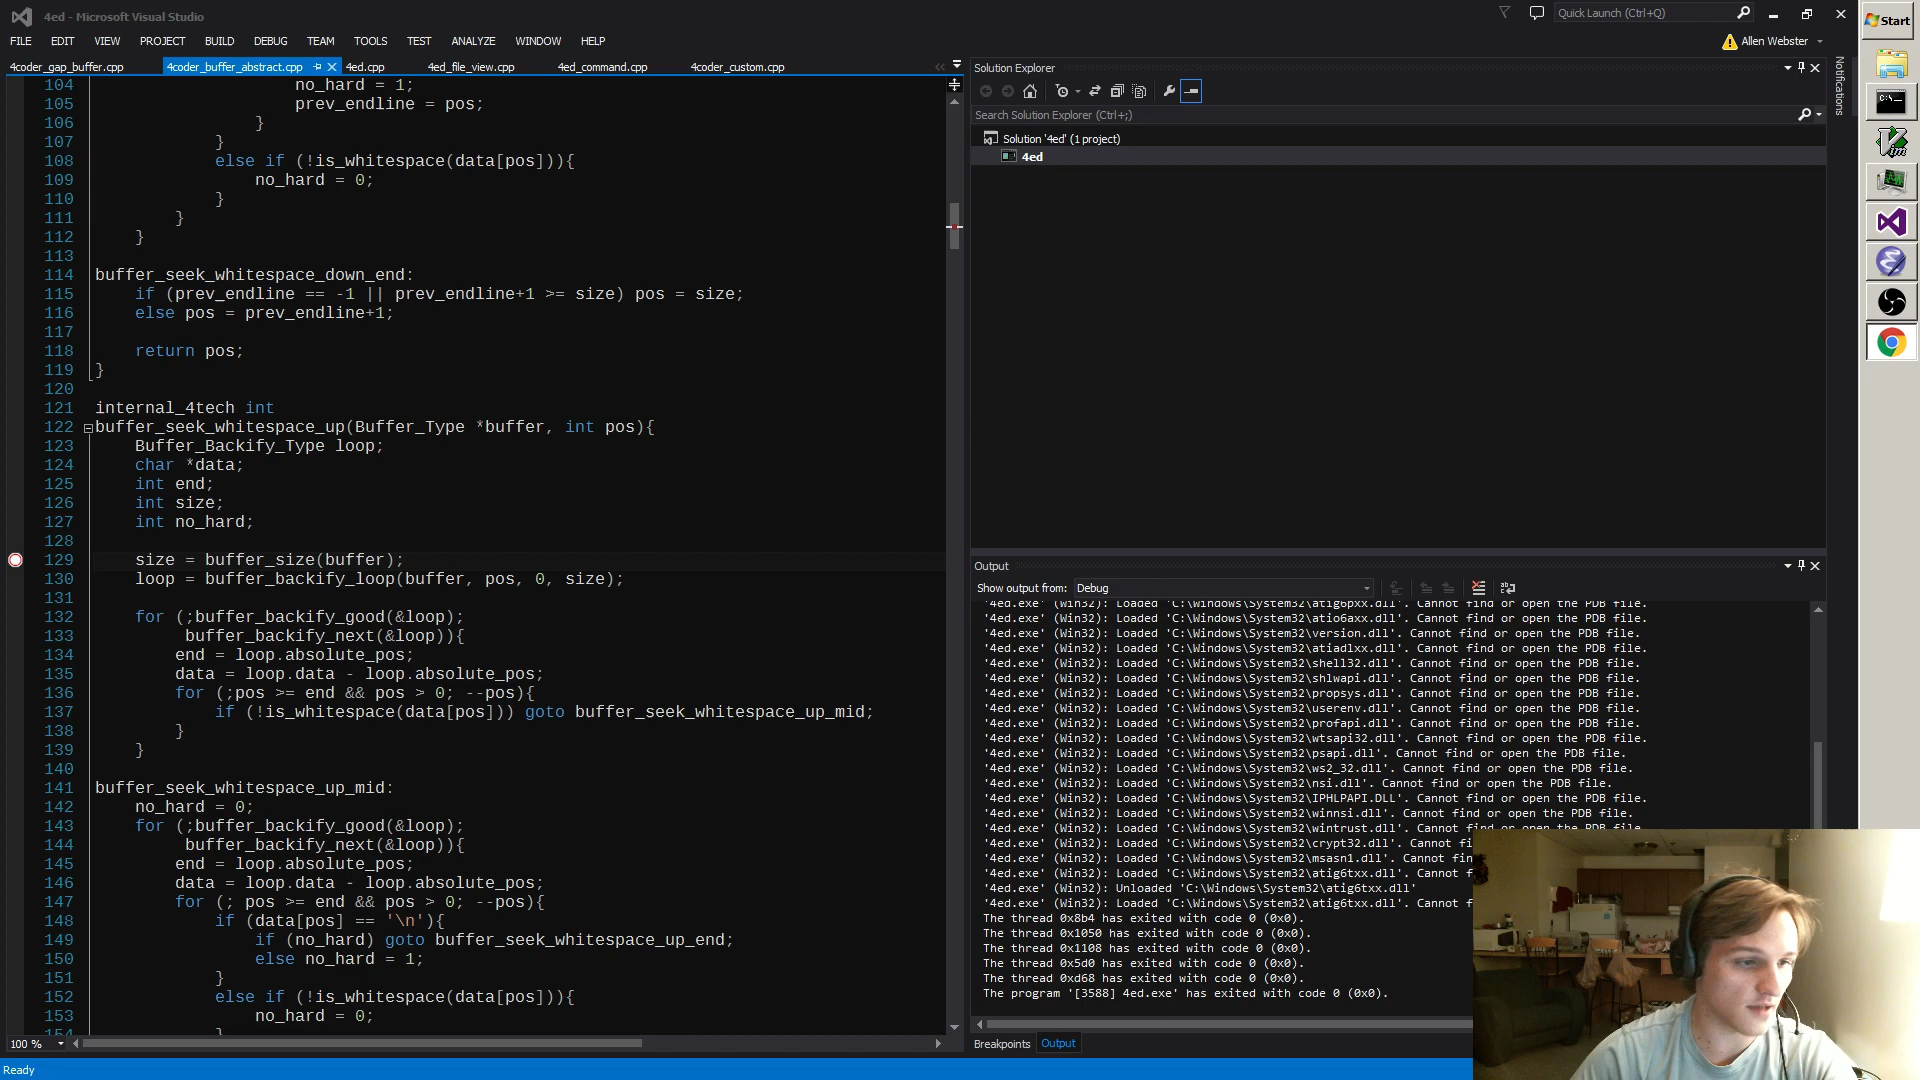 4ed - Microsoft Visual Studio
Quick Launch (Ctrl+Q)
FILE EDIT VIEW PROJECT BUILD DEBUG TEAM TOOLS TEST ANALYZE WINDOW HELP
Allen Webster
4coder_gap_buffer.cpp 4coder_buffer_abstract.cpp 4ed.cpp 4ed_file_view.cpp 4ed_command.cpp 4coder_custom.cpp
104 no_hard = 1;
105 prev_endline = pos;
106 }
107 }
108 else if (!is_whitespace(data[pos])){
109 no_hard = 0;
110 }
111 }
112 }
113
114 buffer_seek_whitespace_down_end:
115 if (prev_endline == -1 || prev_endline+1 >= size) pos = size;
116 else pos = prev_endline+1;
117
118 return pos;
119 }
120
121 internal_4tech int
122 buffer_seek_whitespace_up(Buffer_Type *buffer, int pos){
123 Buffer_Backify_Type loop;
124 char *data;
125 int end;
126 int size;
127 int no_hard;
128
129 size = buffer_size(buffer);
130 loop = buffer_backify_loop(buffer, pos, 0, size);
131
132 for (;buffer_backify_good(&loop);
133 buffer_backify_next(&loop)){
134 end = loop.absolute_pos;
135 data = loop.data - loop.absolute_pos;
136 for (;pos >= end && pos > 0; --pos){
137 if (!is_whitespace(data[pos])) goto buffer_seek_whitespace_up_mid;
138 }
139 }
140
141 buffer_seek_whitespace_up_mid:
142 no_hard = 0;
143 for (;buffer_backify_good(&loop);
144 buffer_backify_next(&loop)){
145 end = loop.absolute_pos;
146 data = loop.data - loop.absolute_pos;
147 for (; pos >= end && pos > 0; --pos){
148 if (data[pos] == '\n'){
149 if (no_hard) goto buffer_seek_whitespace_up_end;
150 else no_hard = 1;
151 }
152 else if (!is_whitespace(data[pos])){
153 no_hard = 0;
154 }
100 %
Ready
Solution Explorer
Search Solution Explorer (Ctrl+;)
Solution '4ed' (1 project)
4ed
Output
Show output from: Debug
'4ed.exe' (Win32): Loaded 'C:\Windows\System32\atig6pxx.dll'. Cannot find or open the PDB file.
'4ed.exe' (Win32): Loaded 'C:\Windows\System32\atio6axx.dll'. Cannot find or open the PDB file.
'4ed.exe' (Win32): Loaded 'C:\Windows\System32\version.dll'. Cannot find or open the PDB file.
'4ed.exe' (Win32): Loaded 'C:\Windows\System32\atiadlxx.dll'. Cannot find or open the PDB file.
'4ed.exe' (Win32): Loaded 'C:\Windows\System32\shell32.dll'. Cannot find or open the PDB file.
'4ed.exe' (Win32): Loaded 'C:\Windows\System32\shlwapi.dll'. Cannot find or open the PDB file.
'4ed.exe' (Win32): Loaded 'C:\Windows\System32\propsys.dll'. Cannot find or open the PDB file.
'4ed.exe' (Win32): Loaded 'C:\Windows\System32\userenv.dll'. Cannot find or open the PDB file.
'4ed.exe' (Win32): Loaded 'C:\Windows\System32\profapi.dll'. Cannot find or open the PDB file.
'4ed.exe' (Win32): Loaded 'C:\Windows\System32\wtsapi32.dll'. Cannot find or open the PDB file.
'4ed.exe' (Win32): Loaded 'C:\Windows\System32\psapi.dll'. Cannot find or open the PDB file.
'4ed.exe' (Win32): Loaded 'C:\Windows\System32\ws2_32.dll'. Cannot find or open the PDB file.
'4ed.exe' (Win32): Loaded 'C:\Windows\System32\nsi.dll'. Cannot find or open the PDB file.
'4ed.exe' (Win32): Loaded 'C:\Windows\System32\IPHLPAPI.DLL'. Cannot find or open the PDB file.
'4ed.exe' (Win32): Loaded 'C:\Windows\System32\winnsi.dll'. Cannot find or open the PDB file.
'4ed.exe' (Win32): Loaded 'C:\Windows\System32\wintrust.dll'. Cannot find or open the PDB file.
'4ed.exe' (Win32): Loaded 'C:\Windows\System32\crypt32.dll'. Cannot fi
'4ed.exe' (Win32): Loaded 'C:\Windows\System32\msasn1.dll'. Cannot fin
'4ed.exe' (Win32): Loaded 'C:\Windows\System32\atig6txx.dll'. Cannot f
'4ed.exe' (Win32): Unloaded 'C:\Windows\System32\atig6txx.dll'
'4ed.exe' (Win32): Loaded 'C:\Windows\System32\atig6txx.dll'. Cannot f
The thread 0x8b4 has exited with code 0 (0x0).
The thread 0x1050 has exited with code 0 (0x0).
The thread 0x1108 has exited with code 0 (0x0).
The thread 0x5d0 has exited with code 0 (0x0).
The thread 0xd68 has exited with code 0 (0x0).
The program '[3588] 4ed.exe' has exited with code 0 (0x0).
Breakpoints Output
Notifications
Start